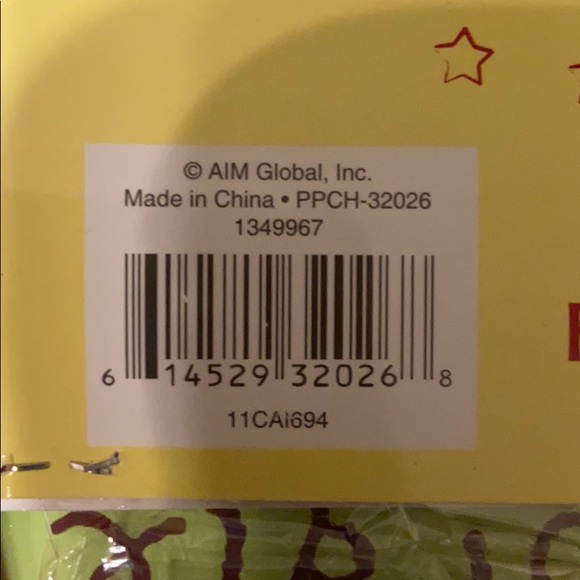 © AIM Global, Inc.
Made in China • PPCH-32026
1349967
6 14529 32026 8
11CAI694